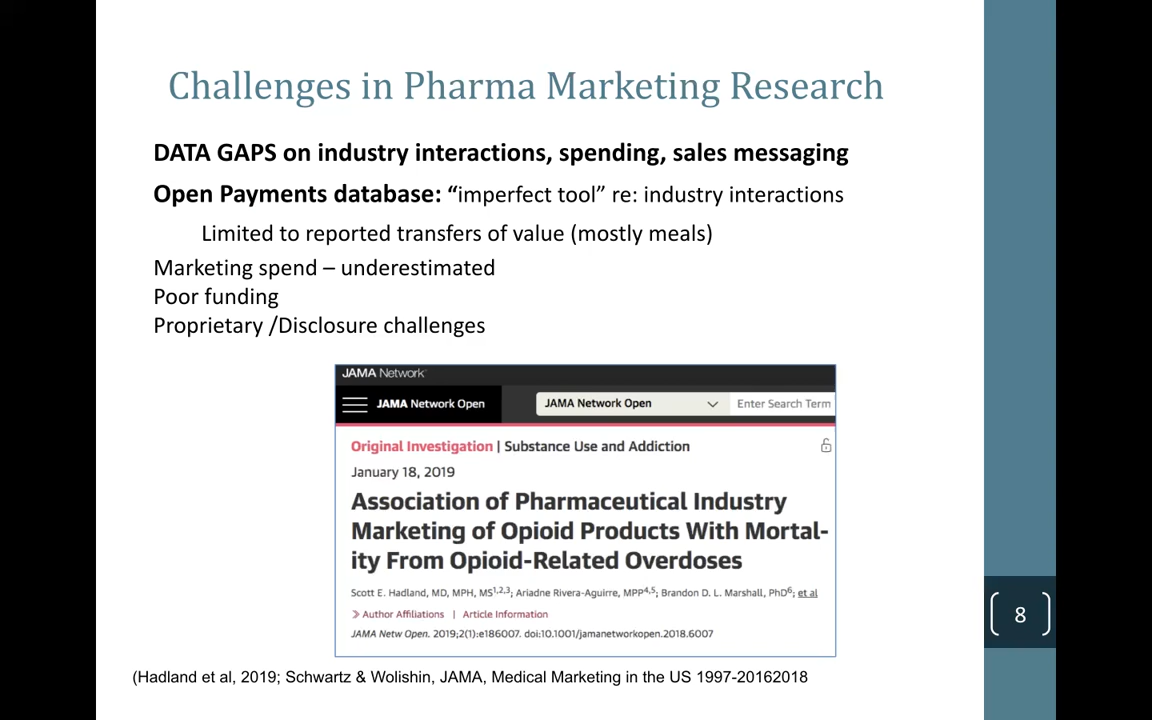 Challenges in Pharma Marketing Research
DATA GAPS on industry interactions, spending, sales messaging
Open Payments database: “imperfect tool” re: industry interactions
Limited to reported transfers of value (mostly meals)
Marketing spend – underestimated
Poor funding
Proprietary /Disclosure challenges
JAMA Network™
JAMA Network Open
JAMA Network Open
Enter Search Term
Original Investigation | Substance Use and Addiction
January 18, 2019
Association of Pharmaceutical Industry
Marketing of Opioid Products With Mortal-
ity From Opioid-Related Overdoses
Scott E. Hadland, MD, MPH, MS1,2,3; Ariadne Rivera-Aguirre, MPP4,5; Brandon D. L. Marshall, PhD6; et al
Author Affiliations | Article Information
JAMA Netw Open. 2019;2(1):e186007. doi:10.1001/jamanetworkopen.2018.6007
8
(Hadland et al, 2019; Schwartz & Wolishin, JAMA, Medical Marketing in the US 1997-20162018